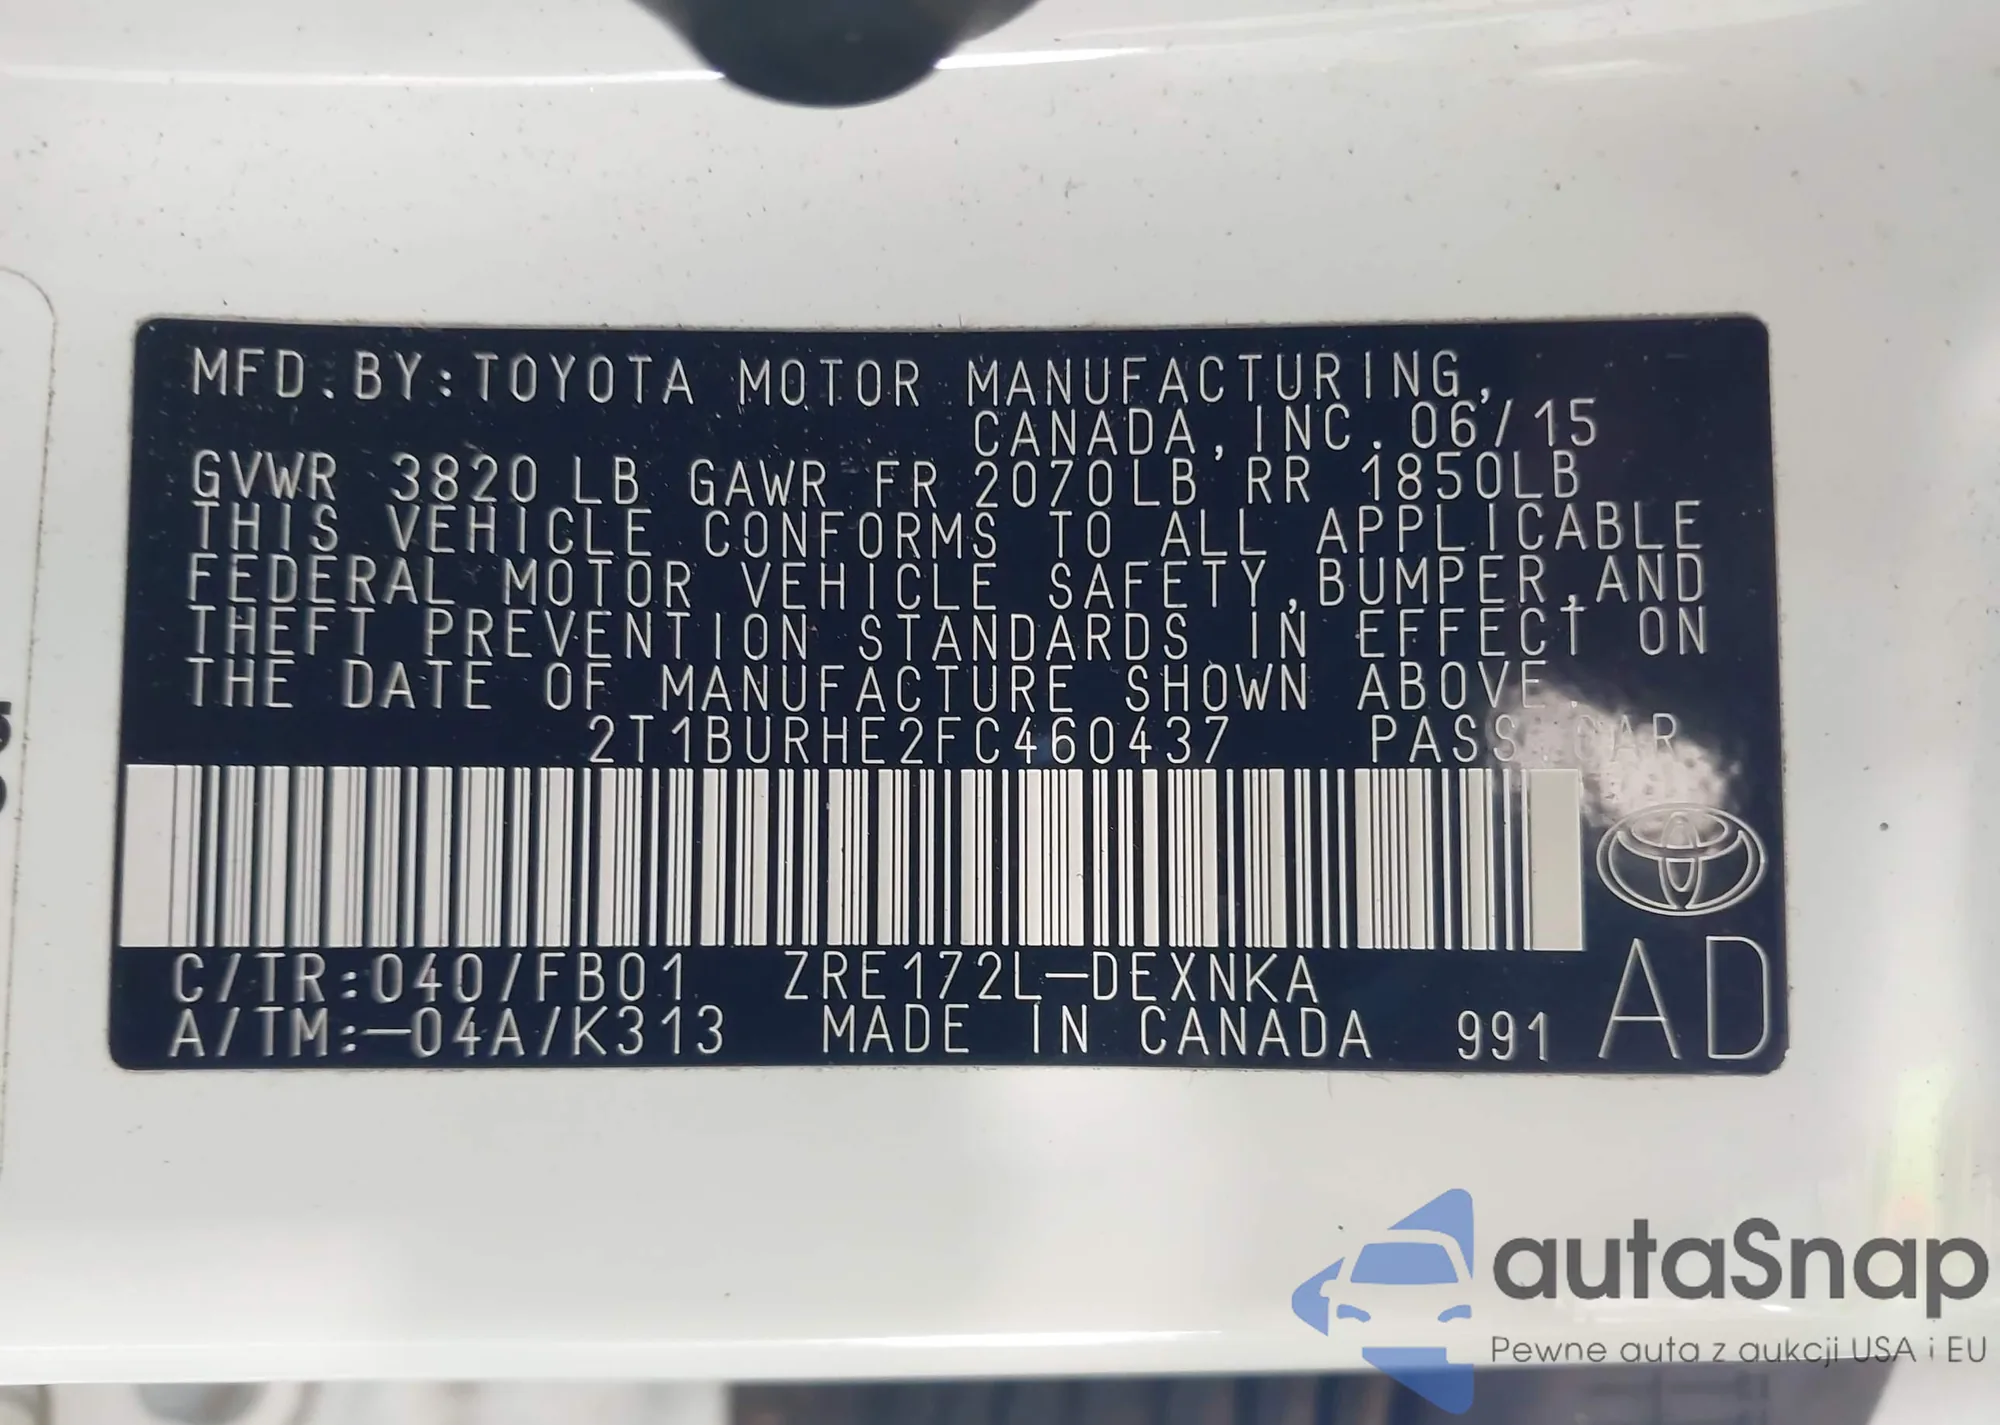 MFD.BY:TOYOTA MOTOR MANUFACTURING,
CANADA,INC. 06/15
GVWR 3820LB GAWR FR 2070LB RR 1850LB
THIS VEHICLE CONFORMS TO ALL APPLICABLE
FEDERAL MOTOR VEHICLE SAFETY,BUMPER,AND
THEFT PREVENTION STANDARDS IN EFFECT ON
THE DATE OF MANUFACTURE SHOWN ABOVE.
2T1BURHE2FC460437 PASS.CAR
C/TR:040/FB01 ZRE172L-DEXNKA
A/TM:-04A/K313 MADE IN CANADA 991 AD
autaSnap
Pewne auta z aukcji USA i EU